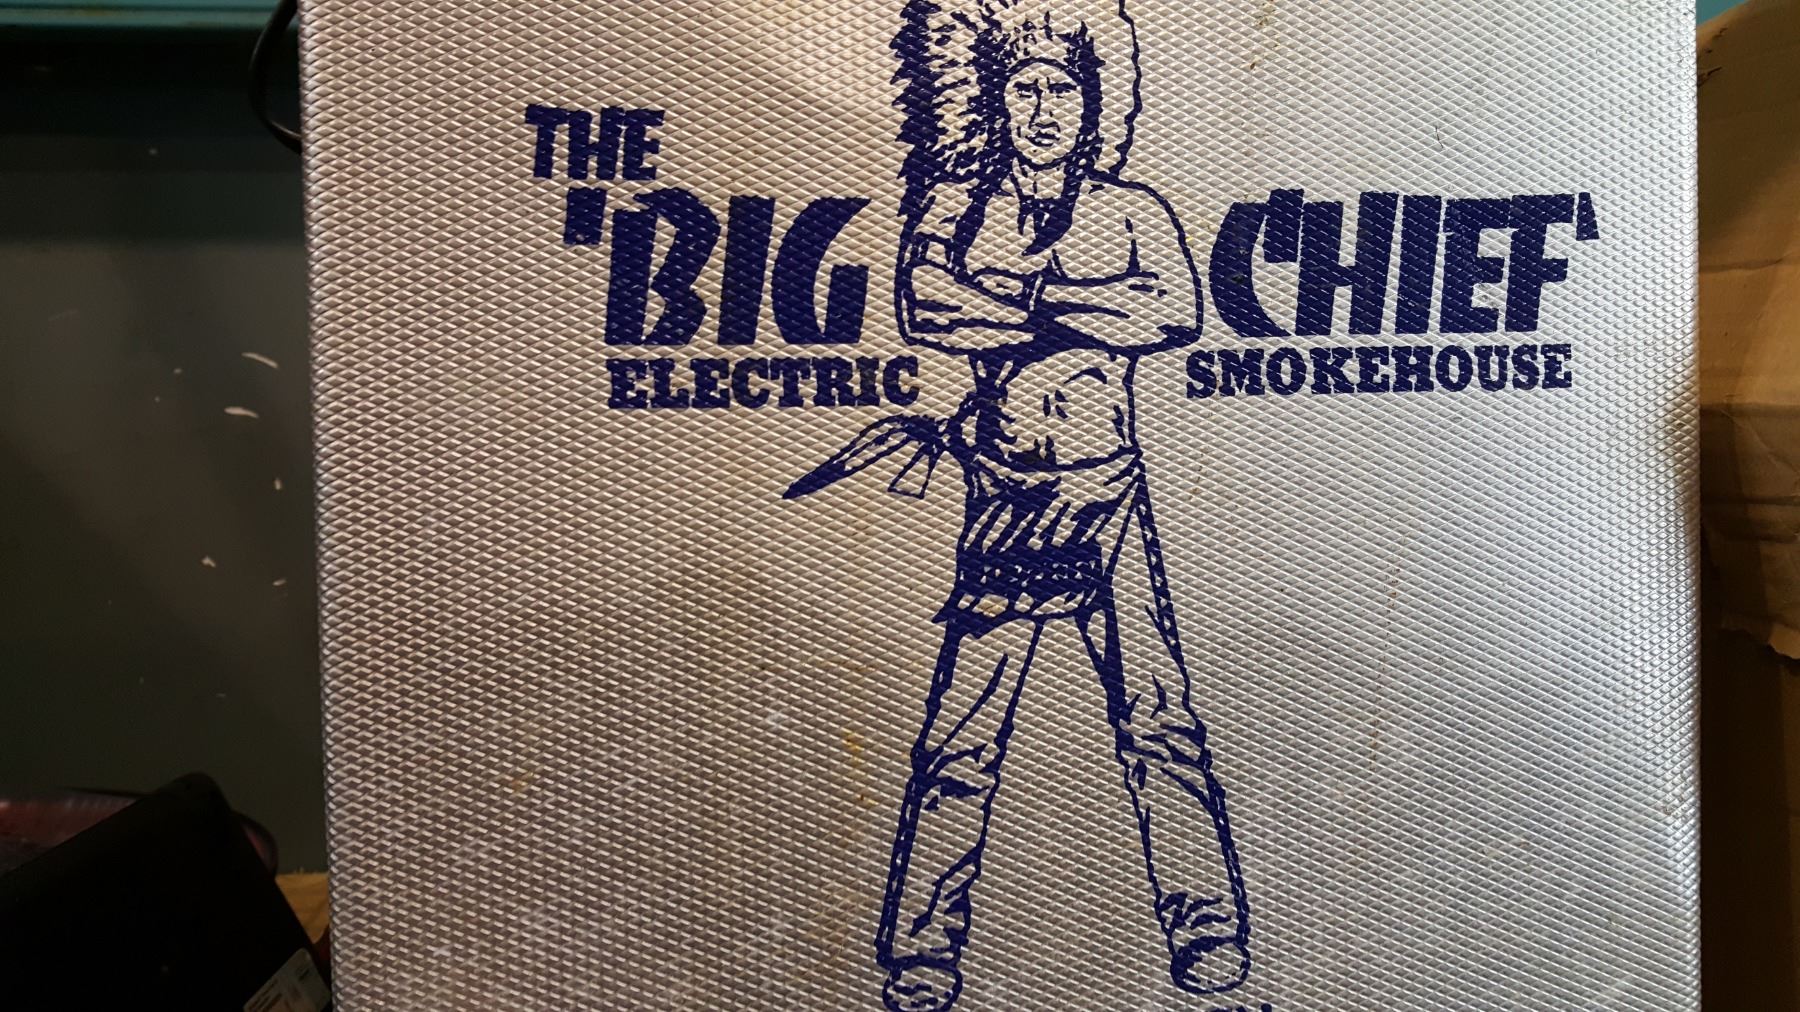 THE
'BIG CHIEF'
ELECTRIC SMOKEHOUSE